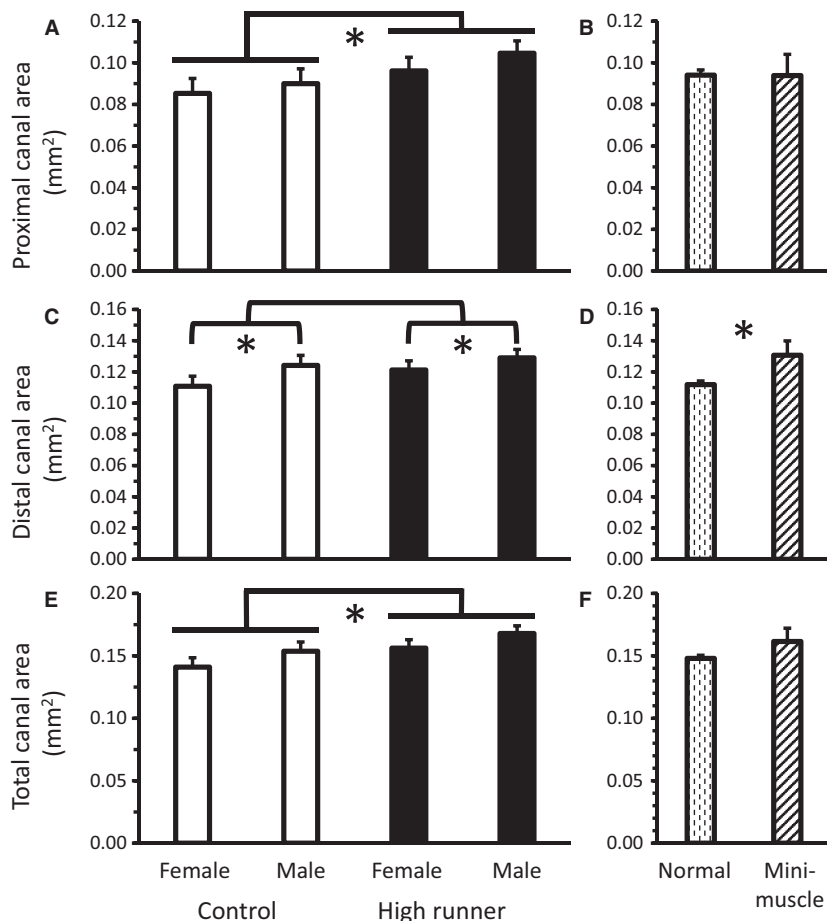 A
Proximal canal area
(mm²)
0.12
0.10
0.08
0.06
0.04
0.02
0.00
*
B
0.12
0.10
0.08
0.06
0.04
0.02
0.00
C
Distal canal area
(mm²)
0.16
0.14
0.12
0.10
0.08
0.06
0.04
0.02
0.00
*
*
D
0.16
0.14
0.12
0.10
0.08
0.06
0.04
0.02
0.00
*
E
Total canal area
(mm²)
0.20
0.15
0.10
0.05
0.00
*
F
0.20
0.15
0.10
0.05
0.00
Female Male Female Male
Control High runner
Normal Mini-
muscle